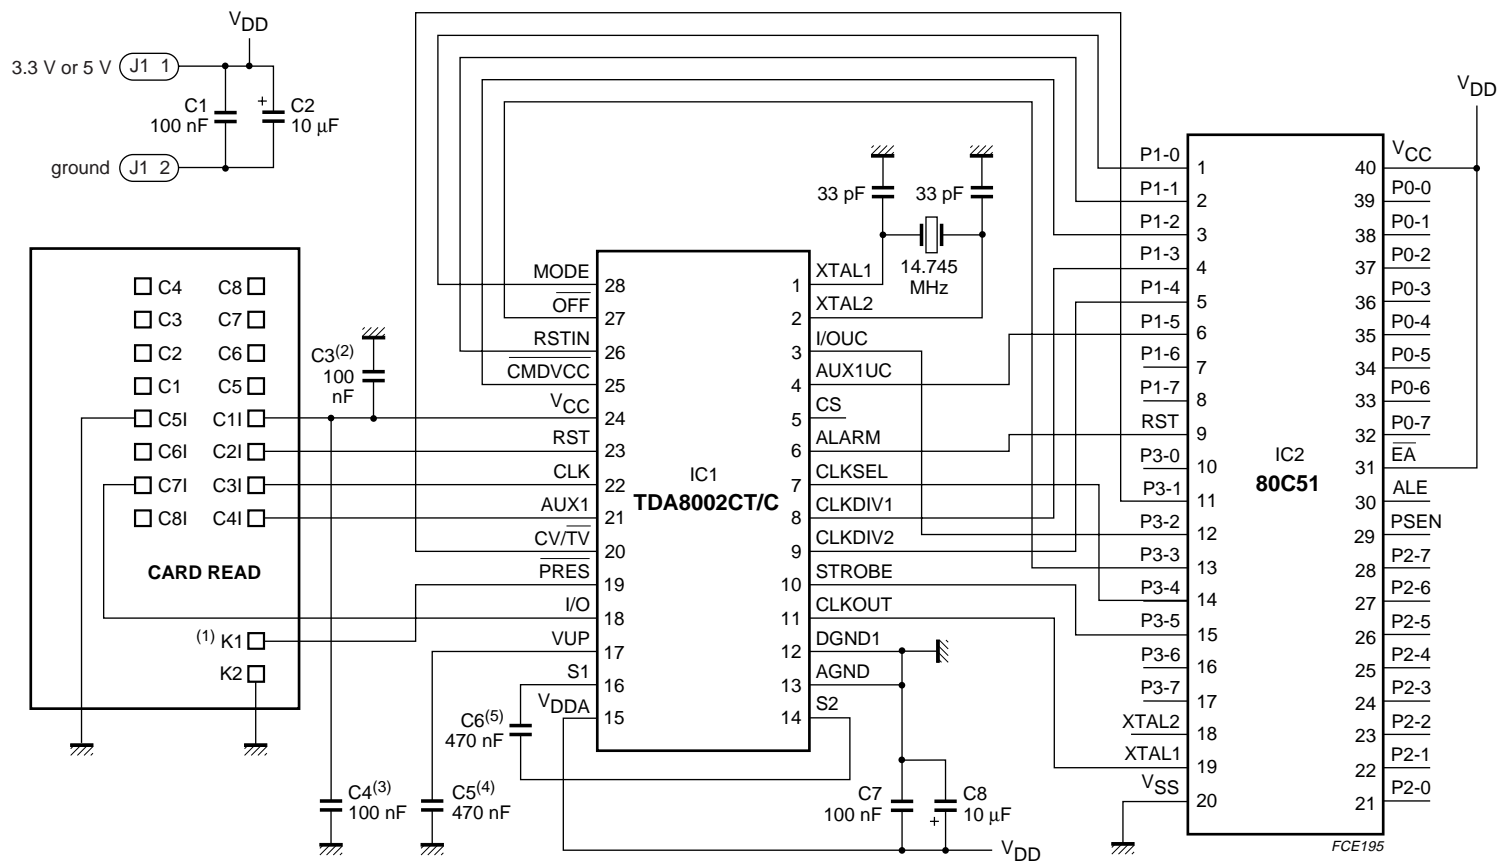 V_DD
3.3 V or 5 V J1 1
C1
100 nF
+
C2
10 µF
ground J1 2
C4 C8
C3 C7
C2 C6
C1 C5
C5I C1I
C6I C2I
C7I C3I
C8I C4I
CARD READ
(1) K1
K2
C3(2)
100
nF
C4(3)
100 nF
C5(4)
470 nF
C6(5)
470 nF
MODE 28
O̅F̅F̅ 27
RSTIN 26
C̅M̅D̅V̅C̅C̅ 25
V_CC 24
RST 23
CLK 22
AUX1 21
CV/T̅V̅ 20
P̅R̅E̅S̅ 19
I/O 18
VUP 17
S1 16
V_DDA 15
IC1
TDA8002CT/C
1 XTAL1
2 XTAL2
3 I/OUC
4 AUX1UC
5 CS
6 ALARM
7 CLKSEL
8 CLKDIV1
9 CLKDIV2
10 STROBE
11 CLKOUT
12 DGND1
13 AGND
14 S2
33 pF
33 pF
14.745
MHz
C7
100 nF
C8
10 µF
+
V_DD
P1-0 1
P1-1 2
P1-2 3
P1-3 4
P1-4 5
P1-5 6
P1-6 7
P1-7 8
RST 9
P3-0 10
P3-1 11
P3-2 12
P3-3 13
P3-4 14
P3-5 15
P3-6 16
P3-7 17
XTAL2 18
XTAL1 19
V_SS 20
IC2
80C51
V_DD
40 V_CC
39 P0-0
38 P0-1
37 P0-2
36 P0-3
35 P0-4
34 P0-5
33 P0-6
32 P0-7
31 E̅A̅
30 ALE
29 PSEN
28 P2-7
27 P2-6
26 P2-5
25 P2-4
24 P2-3
23 P2-2
22 P2-1
21 P2-0
FCE195